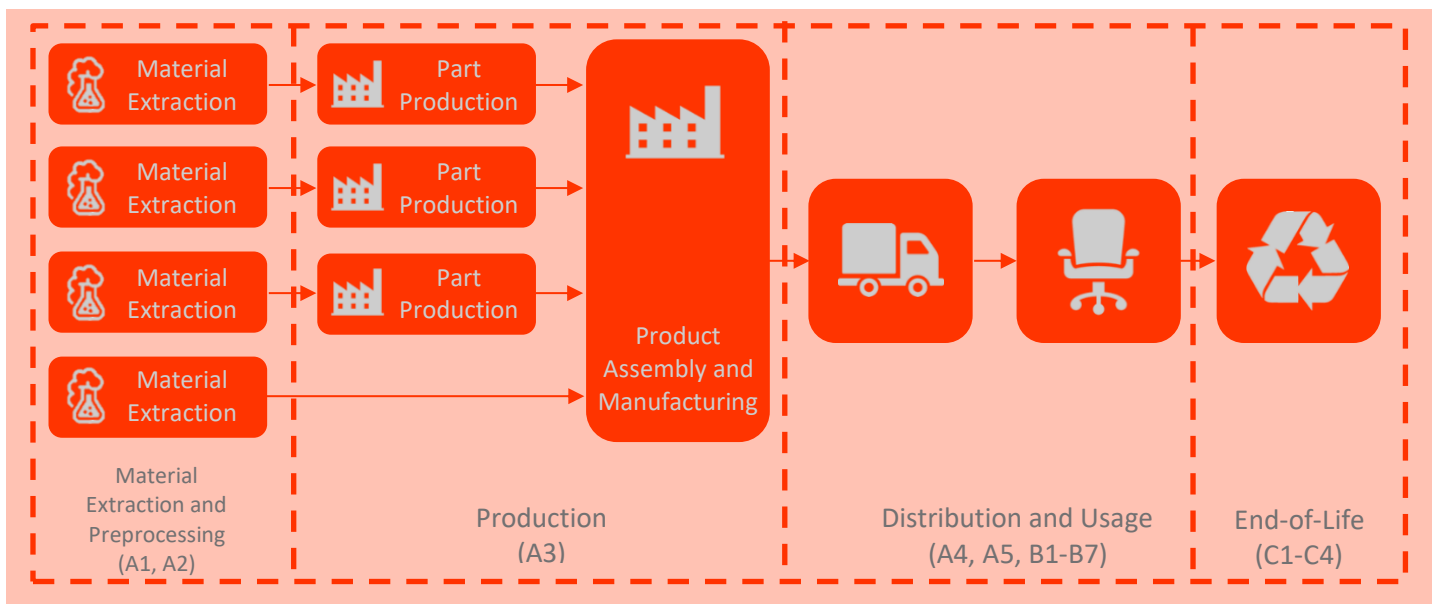 Material
Extraction
Part
Production
Material
Extraction
Part
Production
Material
Extraction
Part
Production
Material
Extraction
Product
Assembly and
Manufacturing
Material
Extraction and
Preprocessing
(A1, A2)
Production
(A3)
Distribution and Usage
(A4, A5, B1-B7)
End-of-Life
(C1-C4)